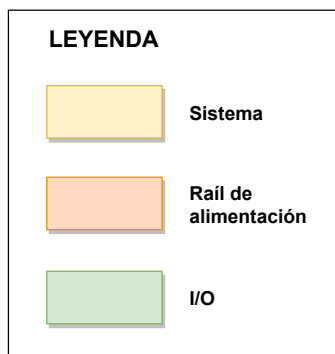 LEYENDA
Sistema
Raíl de
alimentación
I/O